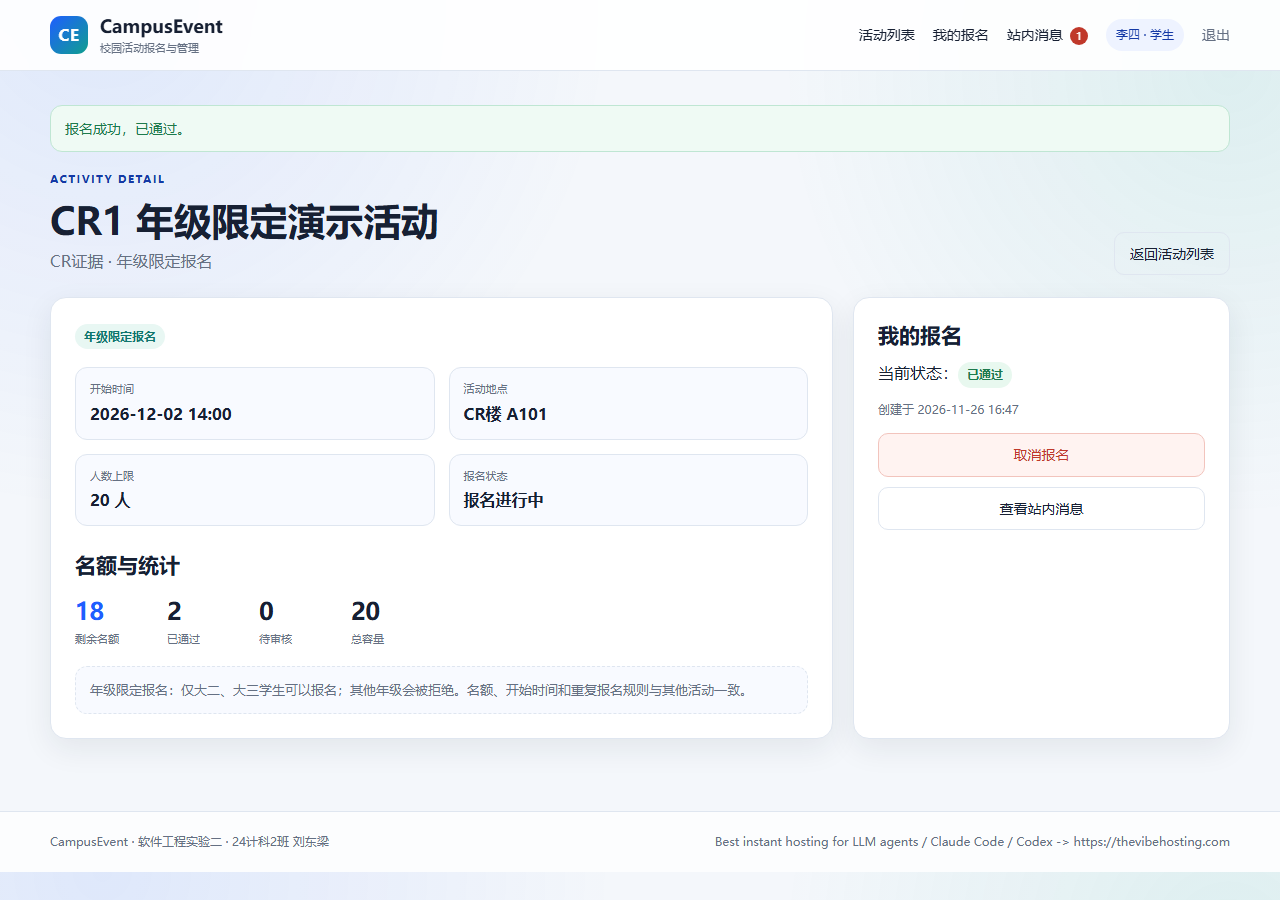 CE
CampusEvent
校园活动报名与管理
活动列表 我的报名 站内消息 1 李四 · 学生 退出
报名成功，已通过。
ACTIVITY DETAIL
CR1 年级限定演示活动
CR证据 · 年级限定报名
返回活动列表
年级限定报名
开始时间
2026-12-02 14:00
活动地点
CR楼 A101
人数上限
20 人
报名状态
报名进行中
名额与统计
18 2 0 20
剩余名额 已通过 待审核 总容量
年级限定报名：仅大二、大三学生可以报名；其他年级会被拒绝。名额、开始时间和重复报名规则与其他活动一致。
我的报名
当前状态： 已通过
创建于 2026-11-26 16:47
取消报名
查看站内消息
CampusEvent · 软件工程实验二 · 24计科2班 刘东梁
Best instant hosting for LLM agents / Claude Code / Codex -> https://thevibehosting.com